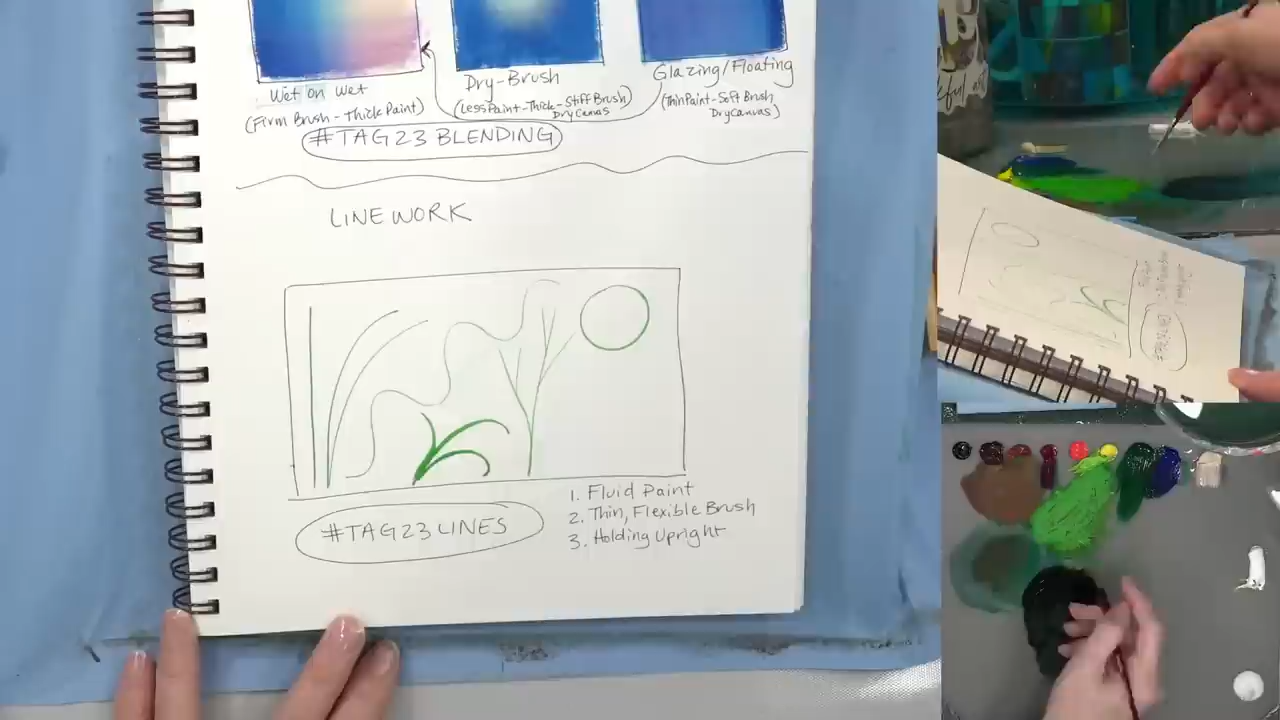 Wet on Wet
(Firm Brush - Thick Paint)
Dry-Brush
(Less Paint-Thick-Stiff Brush)
Dry Canvas
Glazing/Floating
(Thin Paint-Soft Brush
Dry Canvas)
#TAG23 BLENDING
LINEWORK
#TAG23 LINES
1. Fluid Paint
2. Thin, Flexible Brush
3. Holding Upright